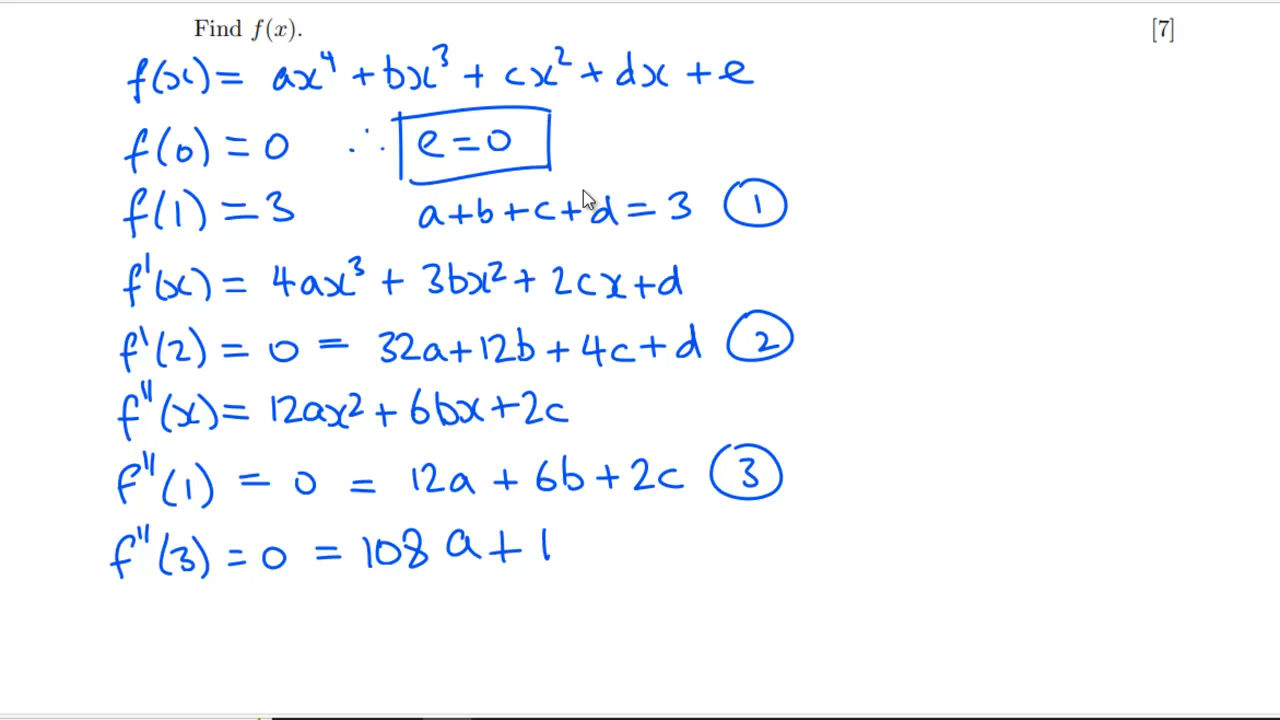 Find f(x). [7]
f(x) = ax⁴ + bx³ + cx² + dx + e
f(0) = 0 ∴ e = 0
f(1) = 3 a + b + c + d = 3 ①
f'(x) = 4ax³ + 3bx² + 2cx + d
f'(2) = 0 = 32a + 12b + 4c + d ②
f''(x) = 12ax² + 6bx + 2c
f''(1) = 0 = 12a + 6b + 2c ③
f''(3) = 0 = 108a + 1